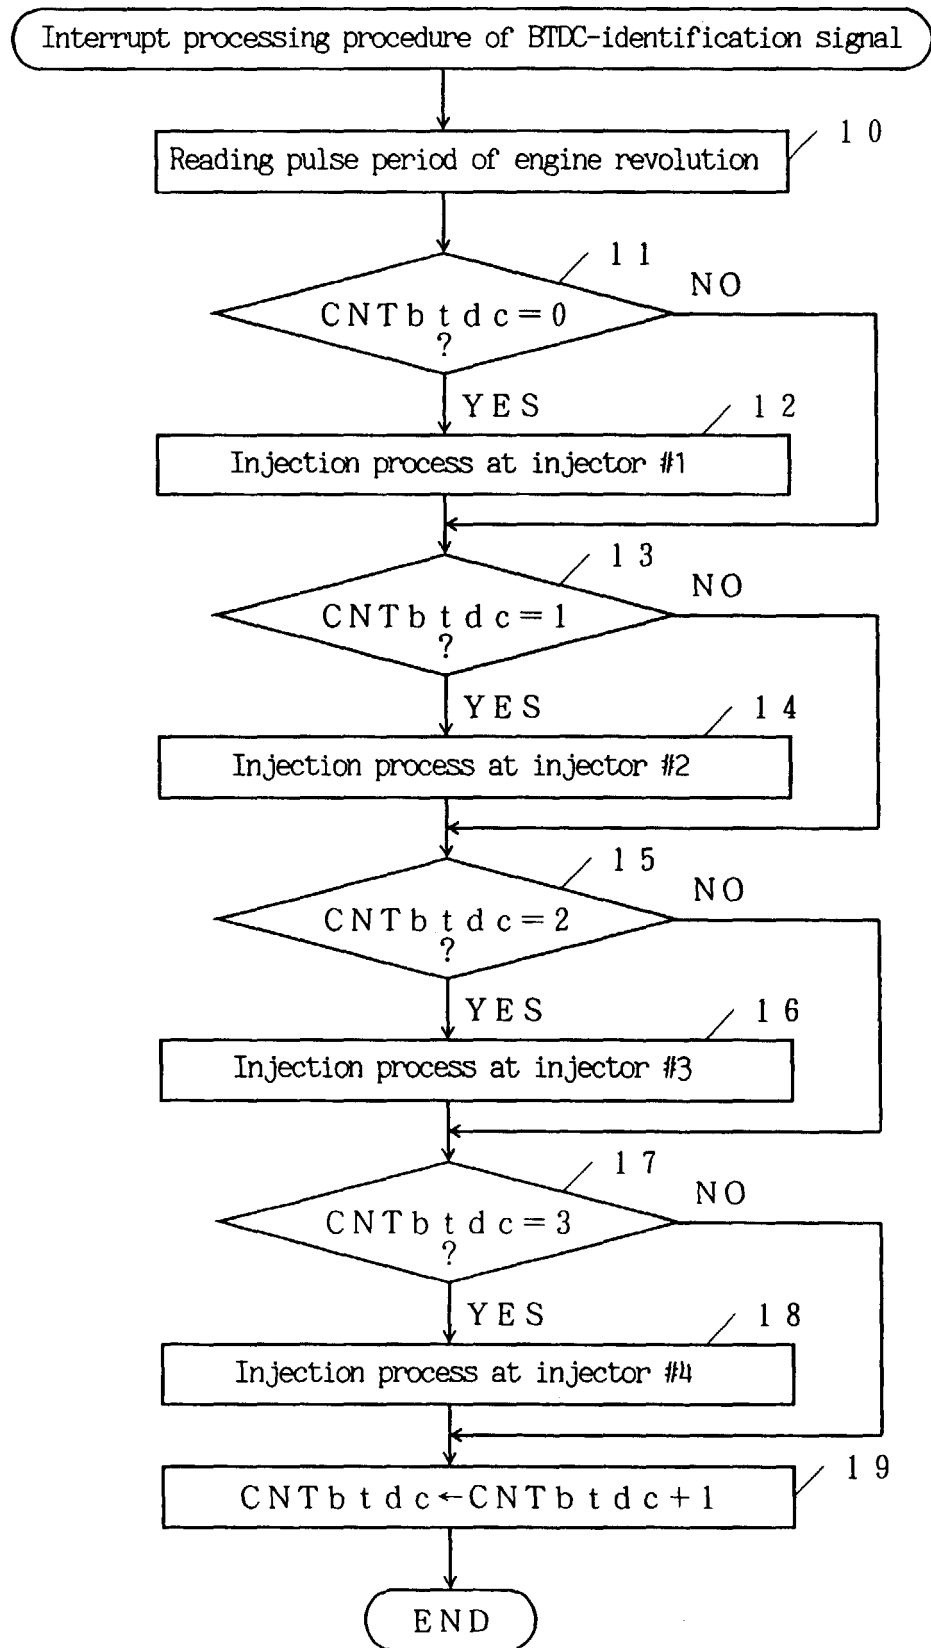 Interrupt processing procedure of BTDC-identification signal
10
Reading pulse period of engine revolution
11
NO
CNTbtdc=0
?
YES
12
Injection process at injector #1
13
NO
CNTbtdc=1
?
YES
14
Injection process at injector #2
15
NO
CNTbtdc=2
?
YES
16
Injection process at injector #3
17
NO
CNTbtdc=3
?
YES
18
Injection process at injector #4
19
CNTbtdc←CNTbtdc+1
END